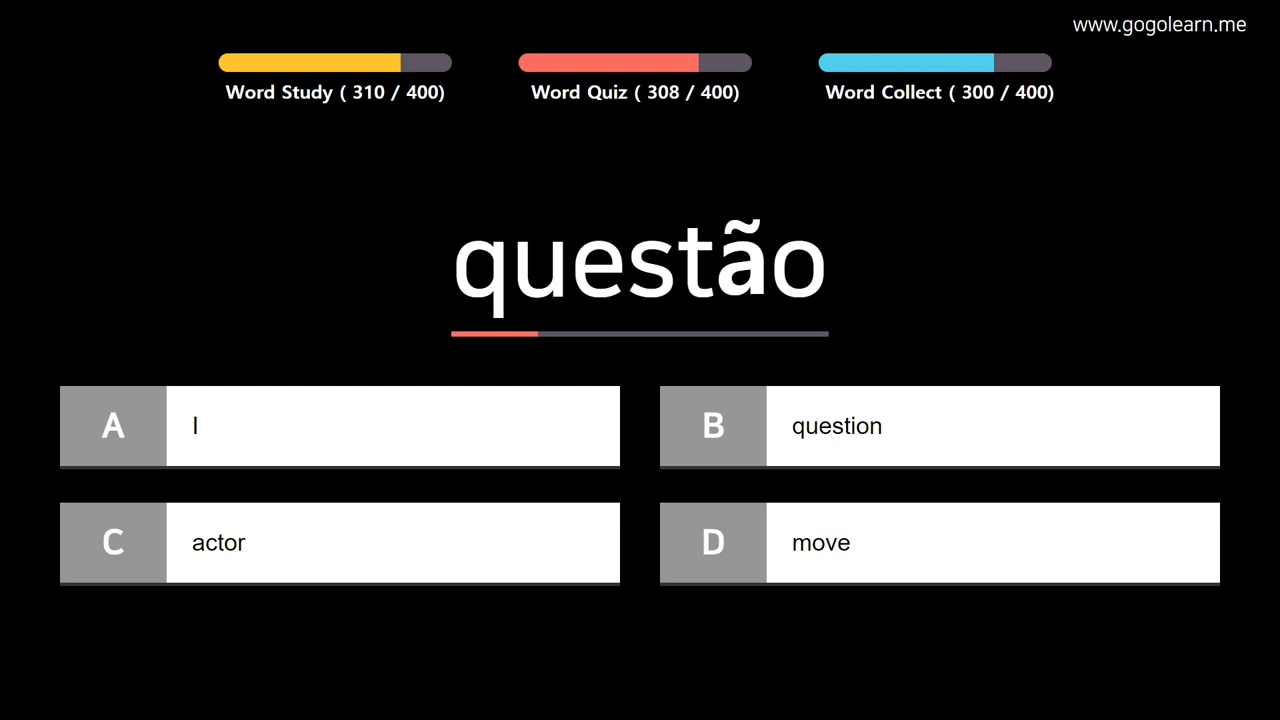 www.gogolearn.me
Word Study ( 310 / 400)
Word Quiz ( 308 / 400)
Word Collect ( 300 / 400)
questão
A I
B question
C actor
D move